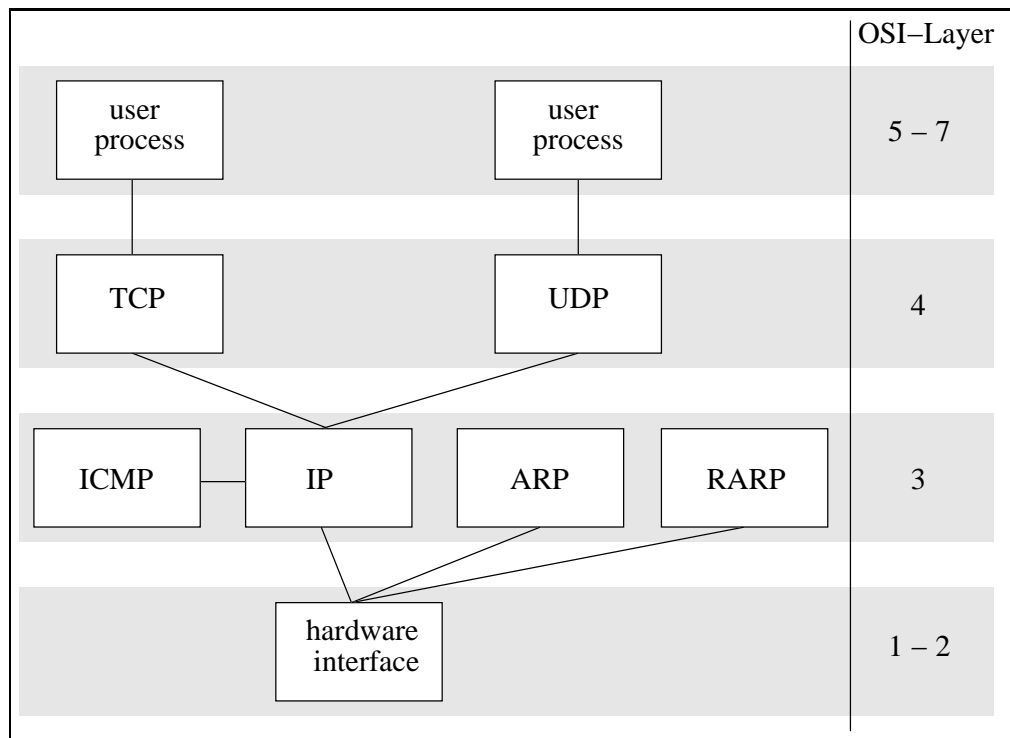 OSI–Layer
user
process
user
process
5 – 7
TCP
UDP
4
ICMP
IP
ARP
RARP
3
hardware
interface
1 – 2